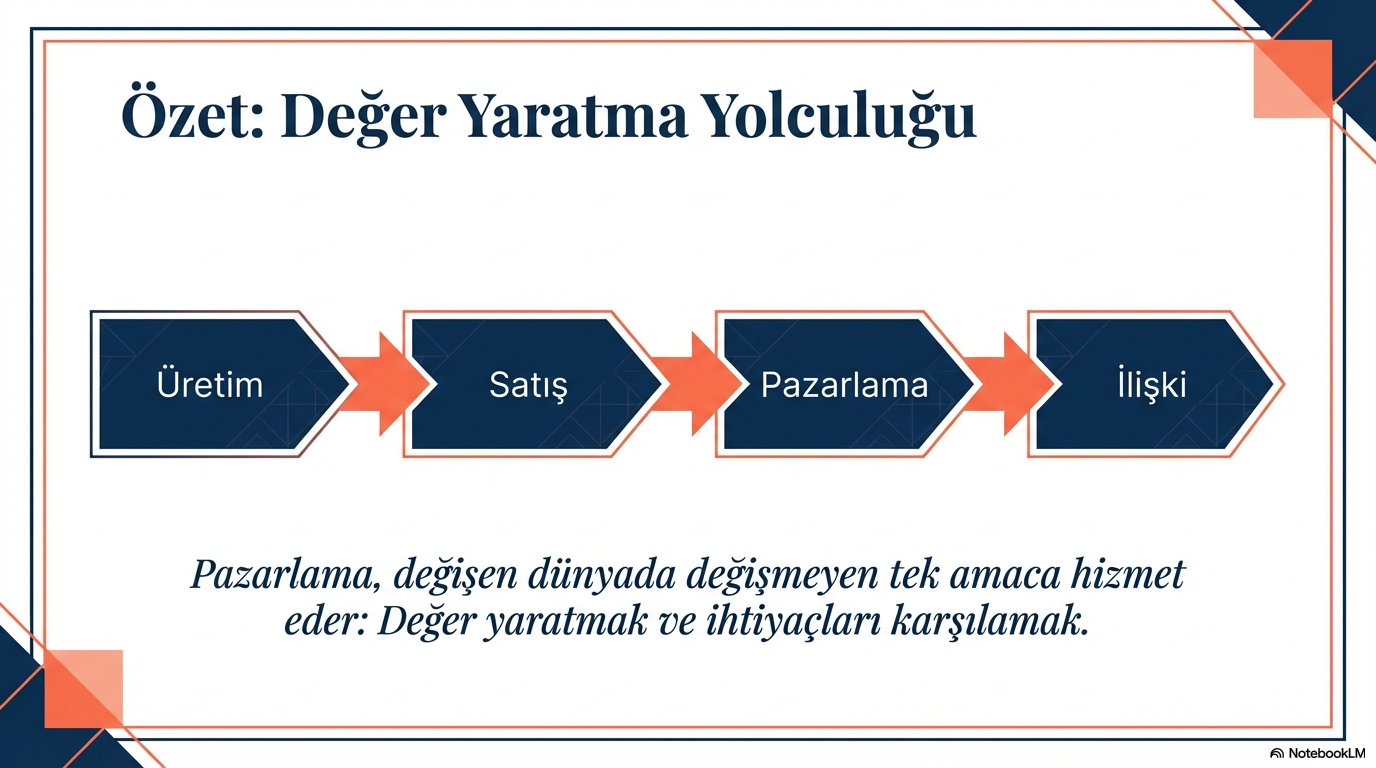 Özet: Değer Yaratma Yolculuğu
Üretim
Satış
Pazarlama
İlişki
Pazarlama, değişen dünyada değişmeyen tek amaca hizmet
eder: Değer yaratmak ve ihtiyaçları karşılamak.
NotebookLM